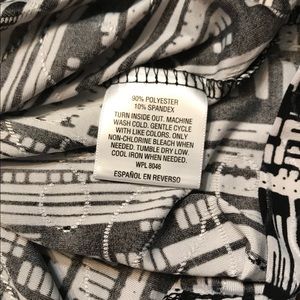 90% POLYESTER
10% SPANDEX
TURN INSIDE OUT. MACHINE
WASH COLD. GENTLE CYCLE
WITH LIKE COLORS. ONLY
NON-CHLORINE BLEACH WHEN
NEEDED. TUMBLE DRY LOW.
COOL IRON WHEN NEEDED.
WPL 8046
ESPAÑOL EN REVERSO